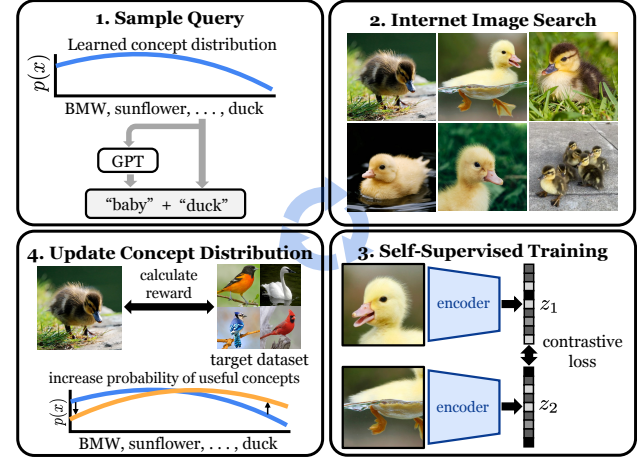 1. Sample Query
Learned concept distribution
p(x)
BMW, sunflower, . . . , duck
GPT
“baby” + “duck”
2. Internet Image Search
4. Update Concept Distribution
calculate
reward
target dataset
increase probability of useful concepts
p(x)
BMW, sunflower, . . . , duck
3. Self-Supervised Training
encoder
z₁
contrastive
loss
encoder
z₂